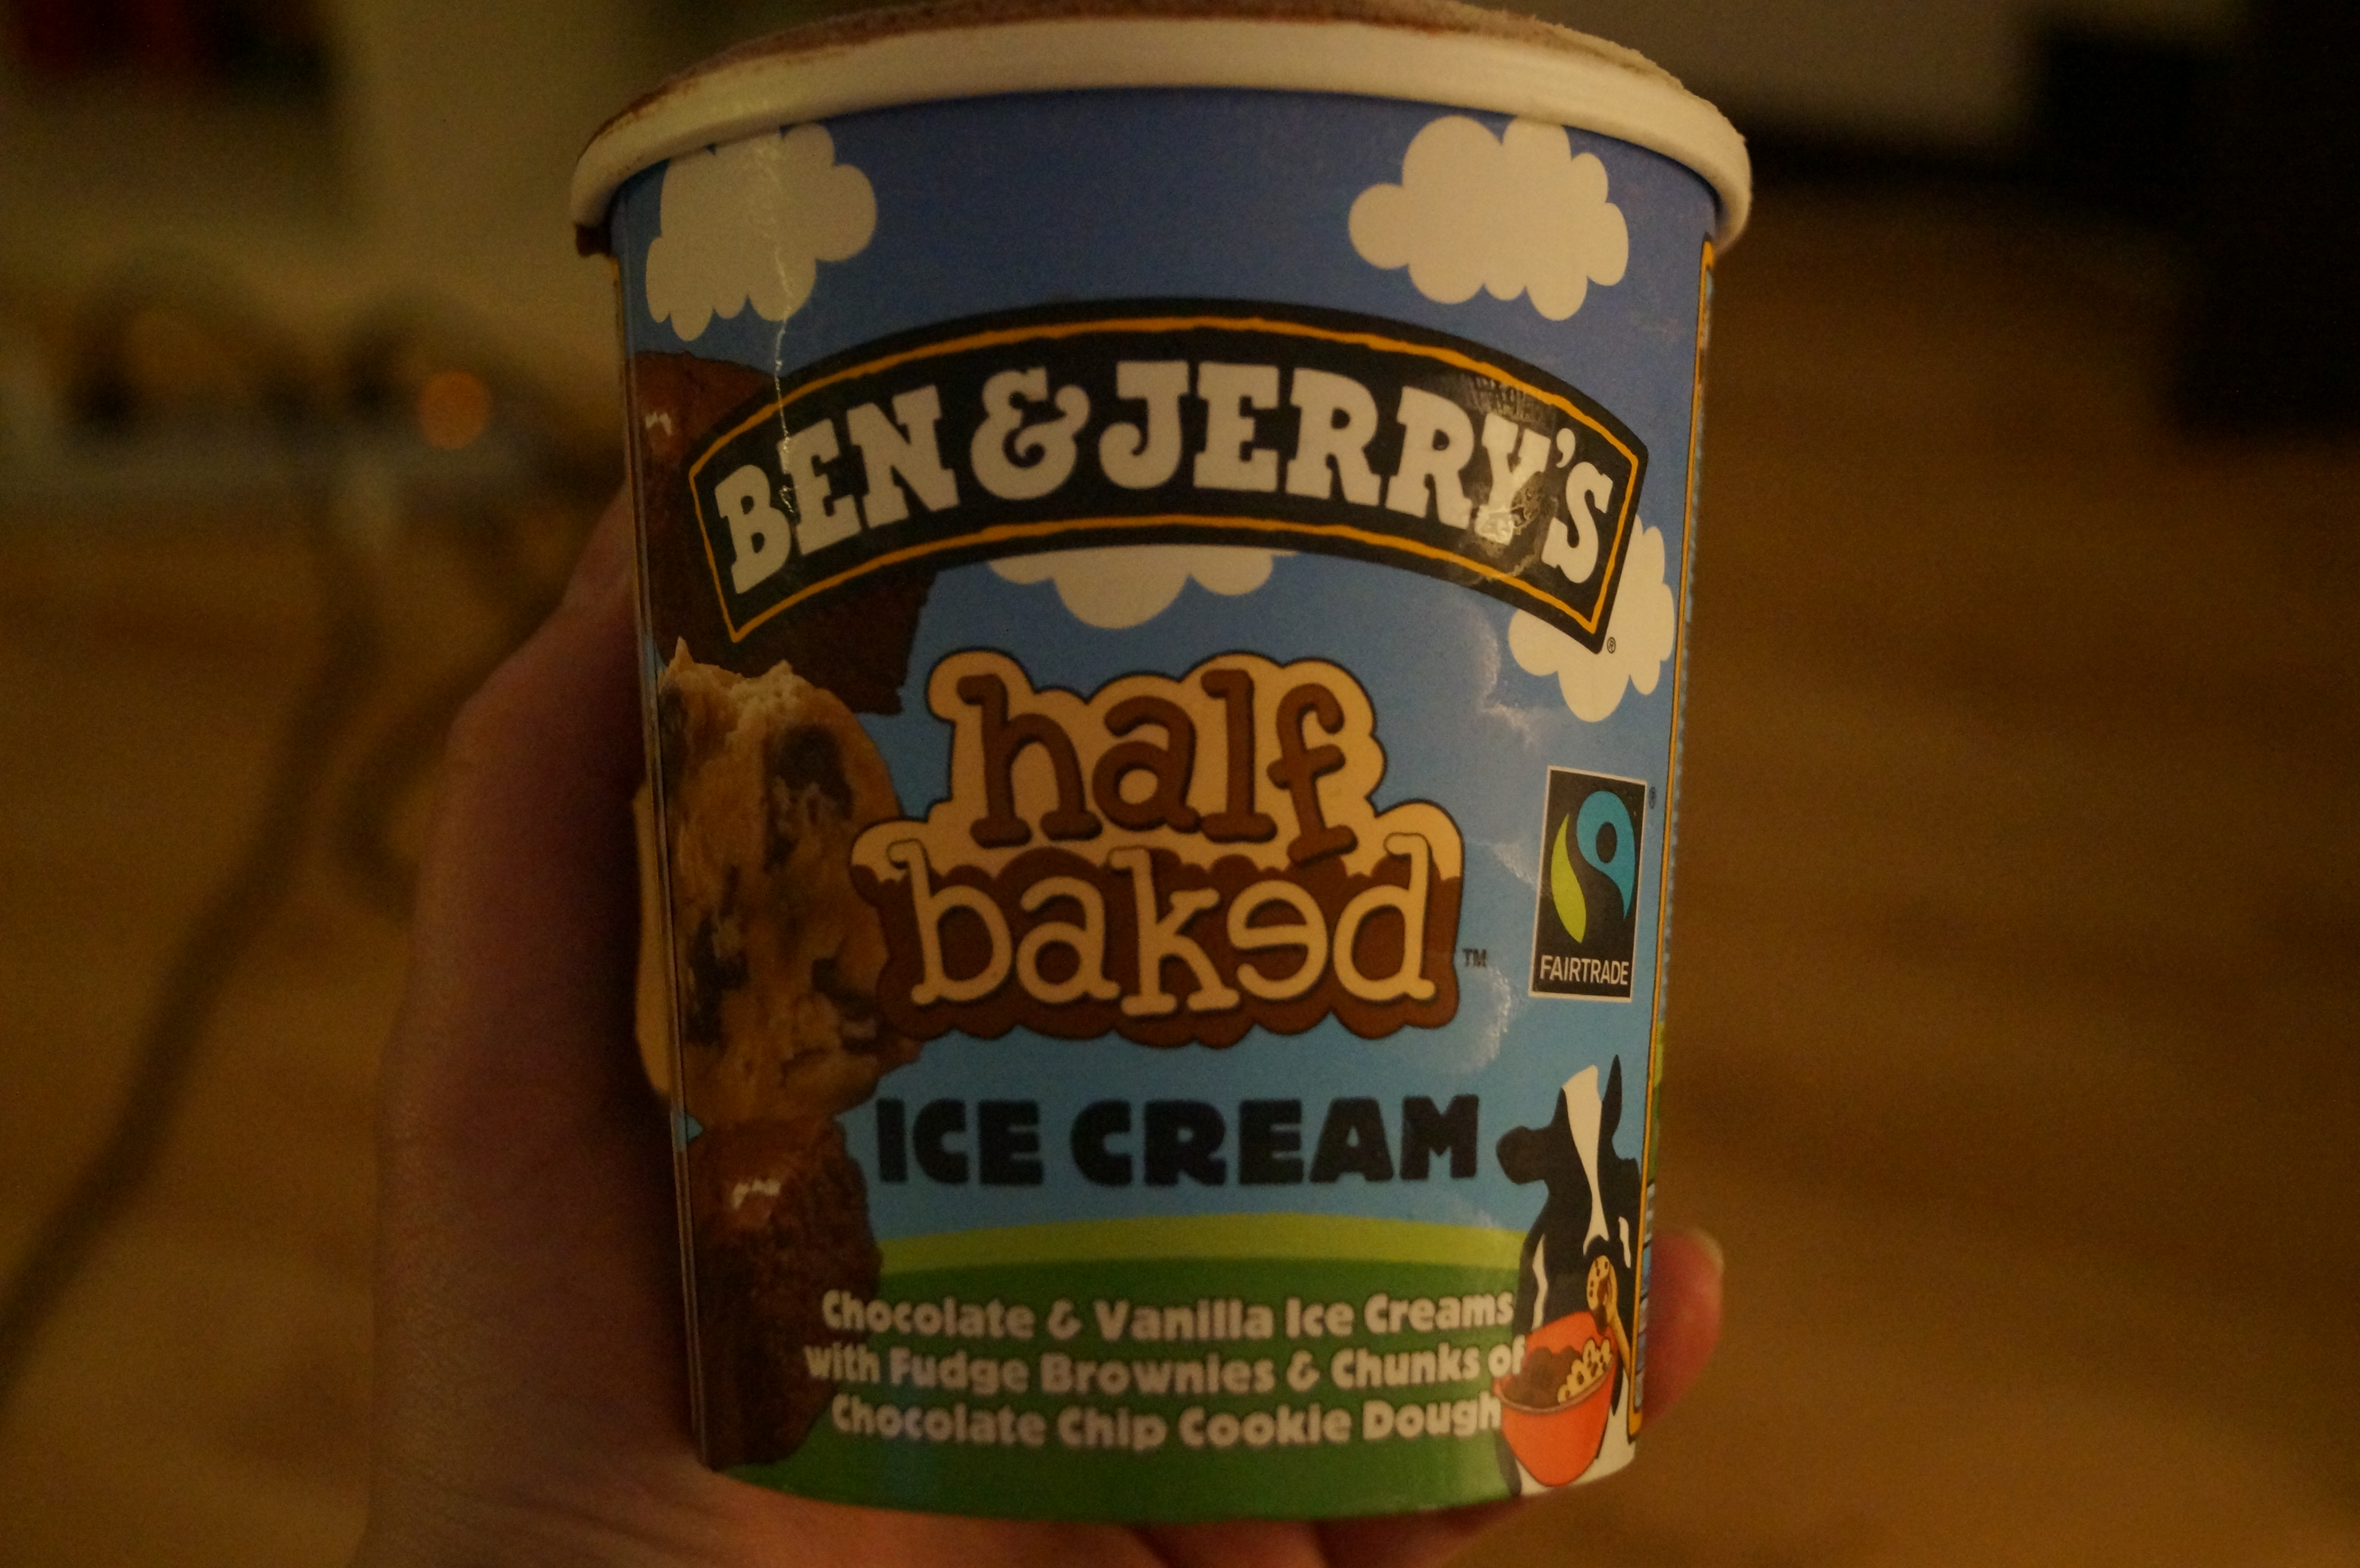 BEN & JERRY'S
®
half
baked
™
FAIRTRADE
®
ICE CREAM
Chocolate & Vanilla Ice Creams
with Fudge Brownies & Chunks of
Chocolate Chip Cookie Dough